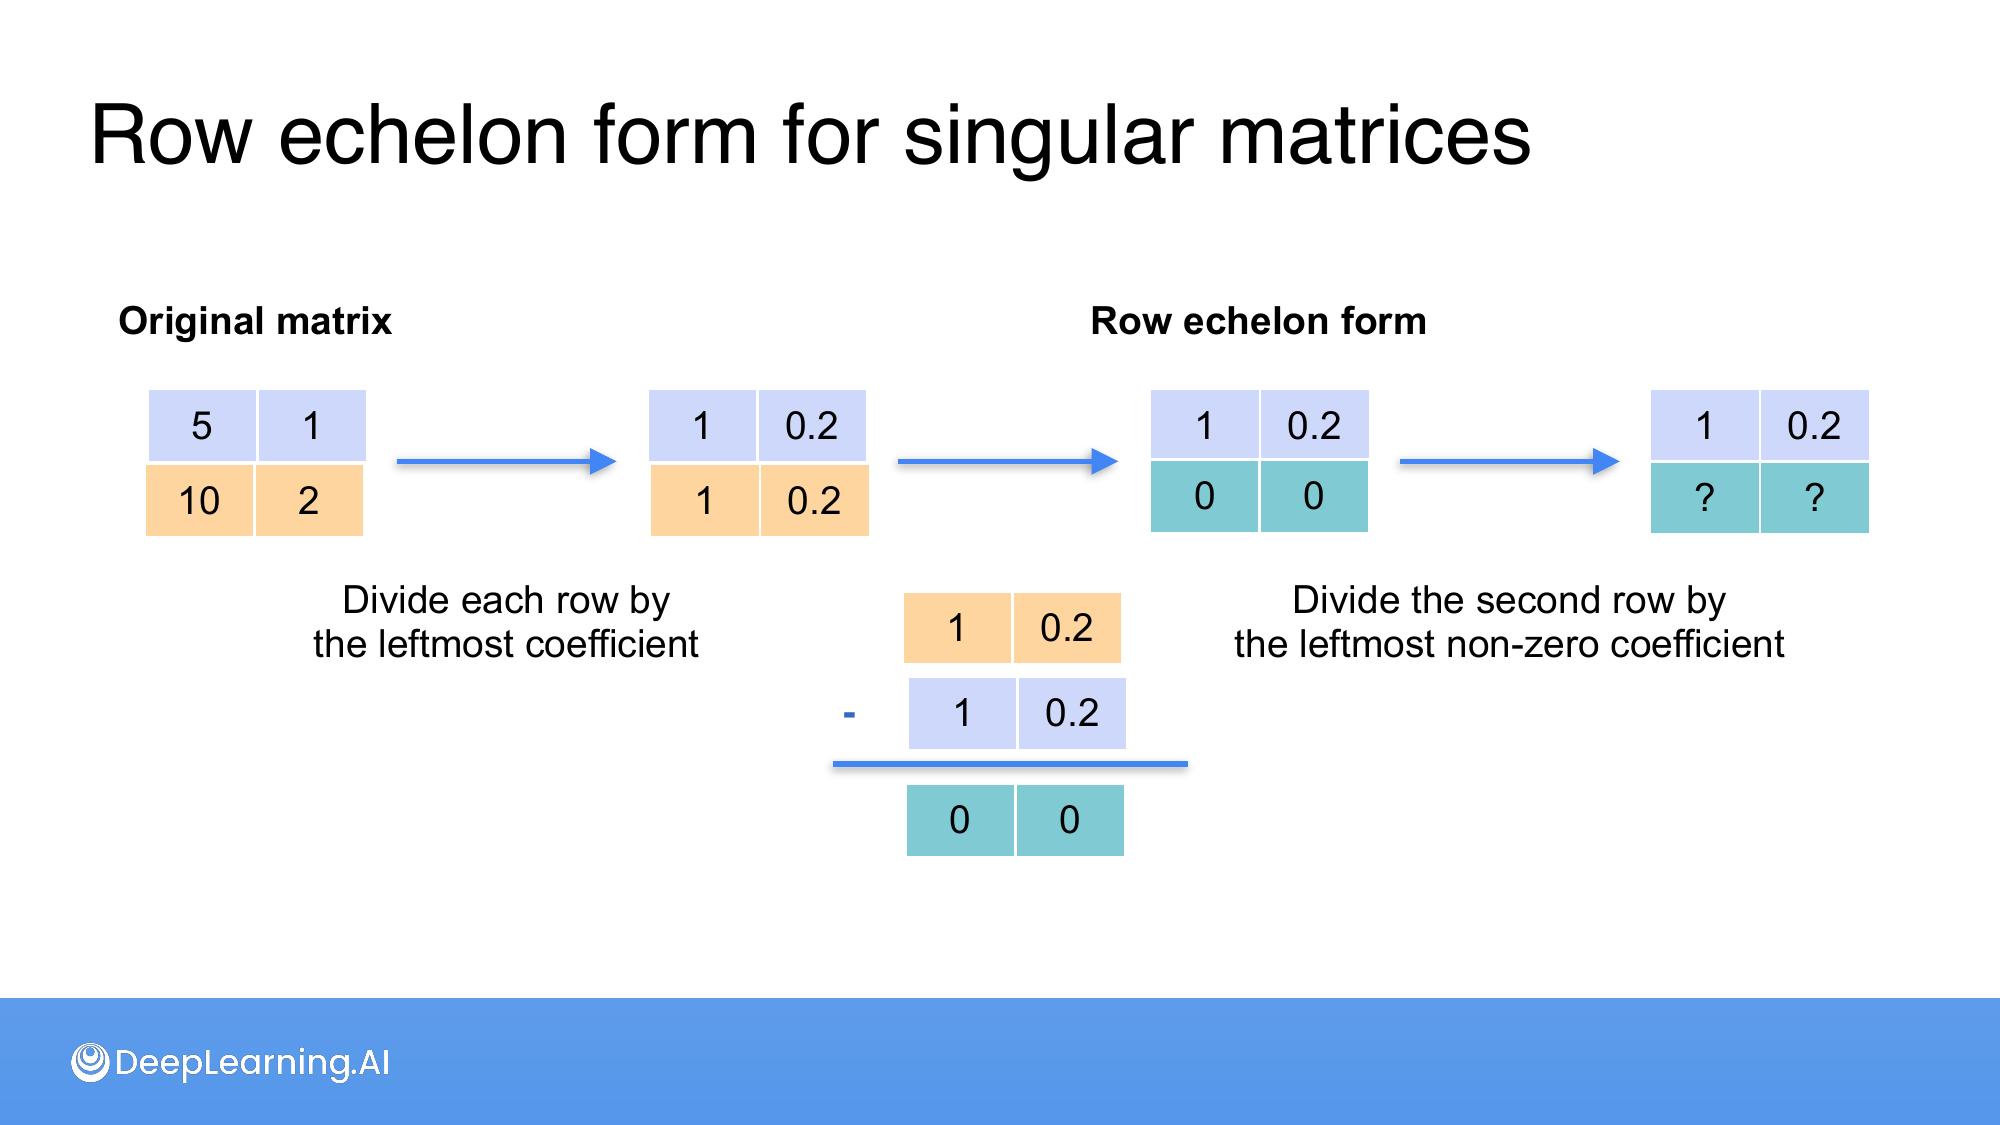 Row echelon form for singular matrices
Original matrix
Row echelon form
5 1
10 2
1 0.2
1 0.2
1 0.2
0 0
1 0.2
? ?
Divide each row by
the leftmost coefficient
1 0.2
- 1 0.2
0 0
Divide the second row by
the leftmost non-zero coefficient
DeepLearning.AI